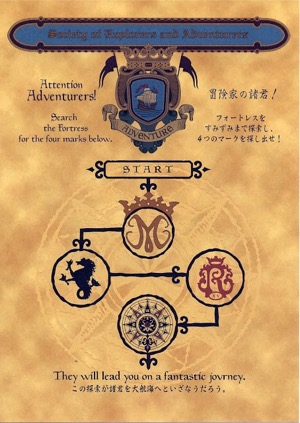 Society of Explorers and Adventurers
ADVENTURE
Attention
Adventurers!
Search
the Fortress
for the four marks below.
冒険家の諸君!
フォートレスを
すみずみまで探索し、
4つのマークを探し出せ!
START
M
R
They will lead you on a fantastic journey.
この探索が諸君を大航海へといざなうだろう。